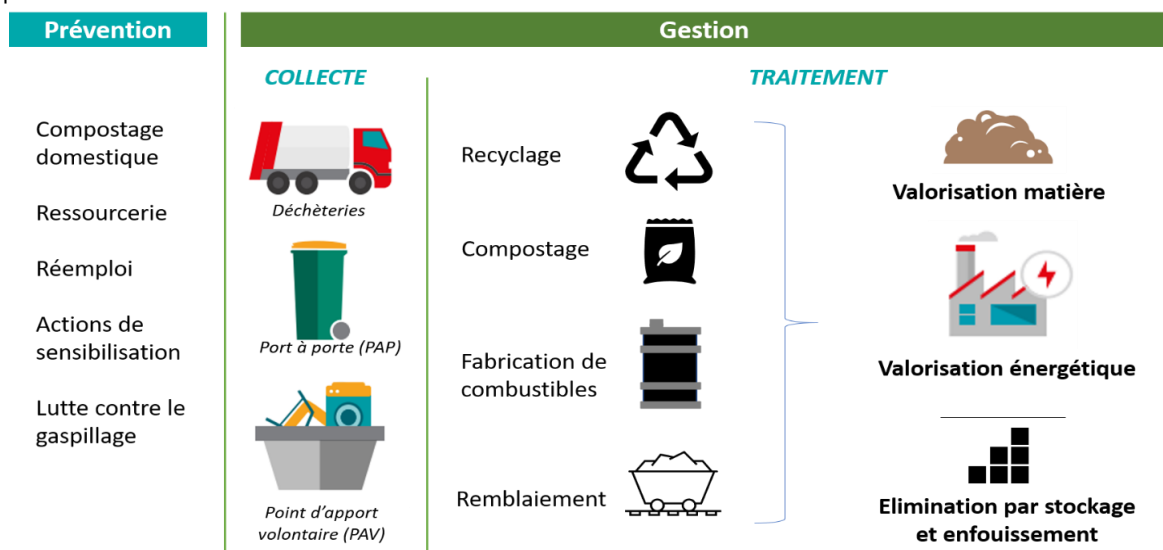 Prévention
Gestion
Compostage
domestique
Ressourcerie
Réemploi
Actions de
sensibilisation
Lutte contre le
gaspillage
COLLECTE
Déchèteries
Port à porte (PAP)
Point d'apport
volontaire (PAV)
TRAITEMENT
Recyclage
Compostage
Fabrication de
combustibles
Remblaiement
Valorisation matière
Valorisation énergétique
Elimination par stockage
et enfouissement